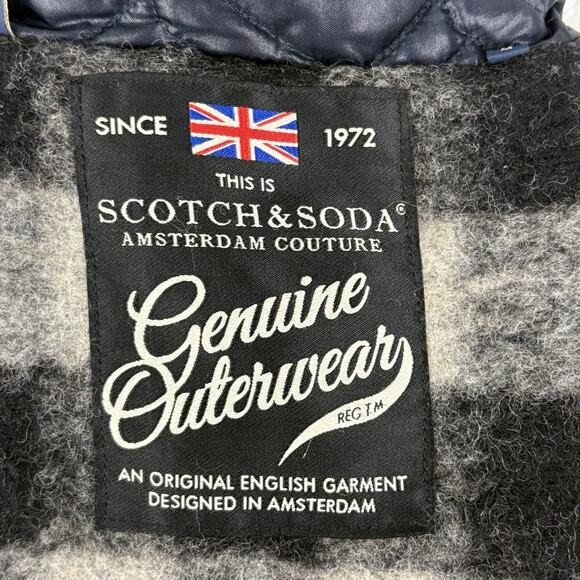 SINCE 1972
THIS IS
SCOTCH & SODA®
AMSTERDAM COUTURE
Genuine
Outerwear
REG T.M
AN ORIGINAL ENGLISH GARMENT
DESIGNED IN AMSTERDAM